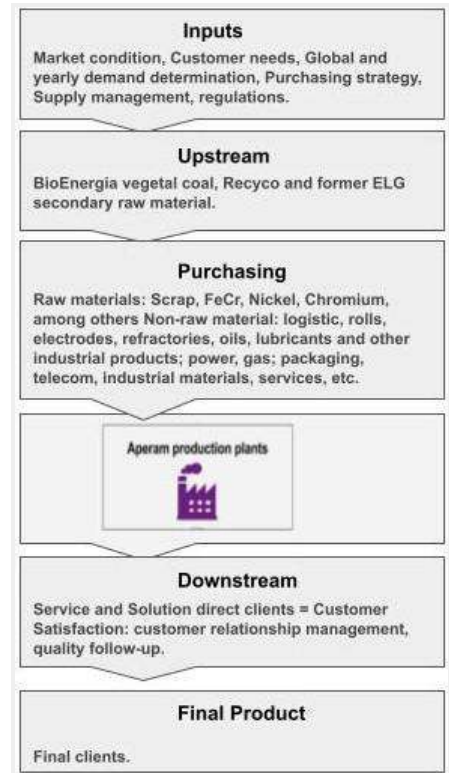 Inputs
Market condition, Customer needs, Global and
yearly demand determination, Purchasing strategy,
Supply management, regulations.
Upstream
BioEnergia vegetal coal, Recyco and former ELG
secondary raw material.
Purchasing
Raw materials: Scrap, FeCr, Nickel, Chromium,
among others Non-raw material: logistic, rolls,
electrodes, refractories, oils, lubricants and other
industrial products; power, gas; packaging,
telecom, industrial materials, services, etc.
Aperam production plants
Downstream
Service and Solution direct clients = Customer
Satisfaction: customer relationship management,
quality follow-up.
Final Product
Final clients.